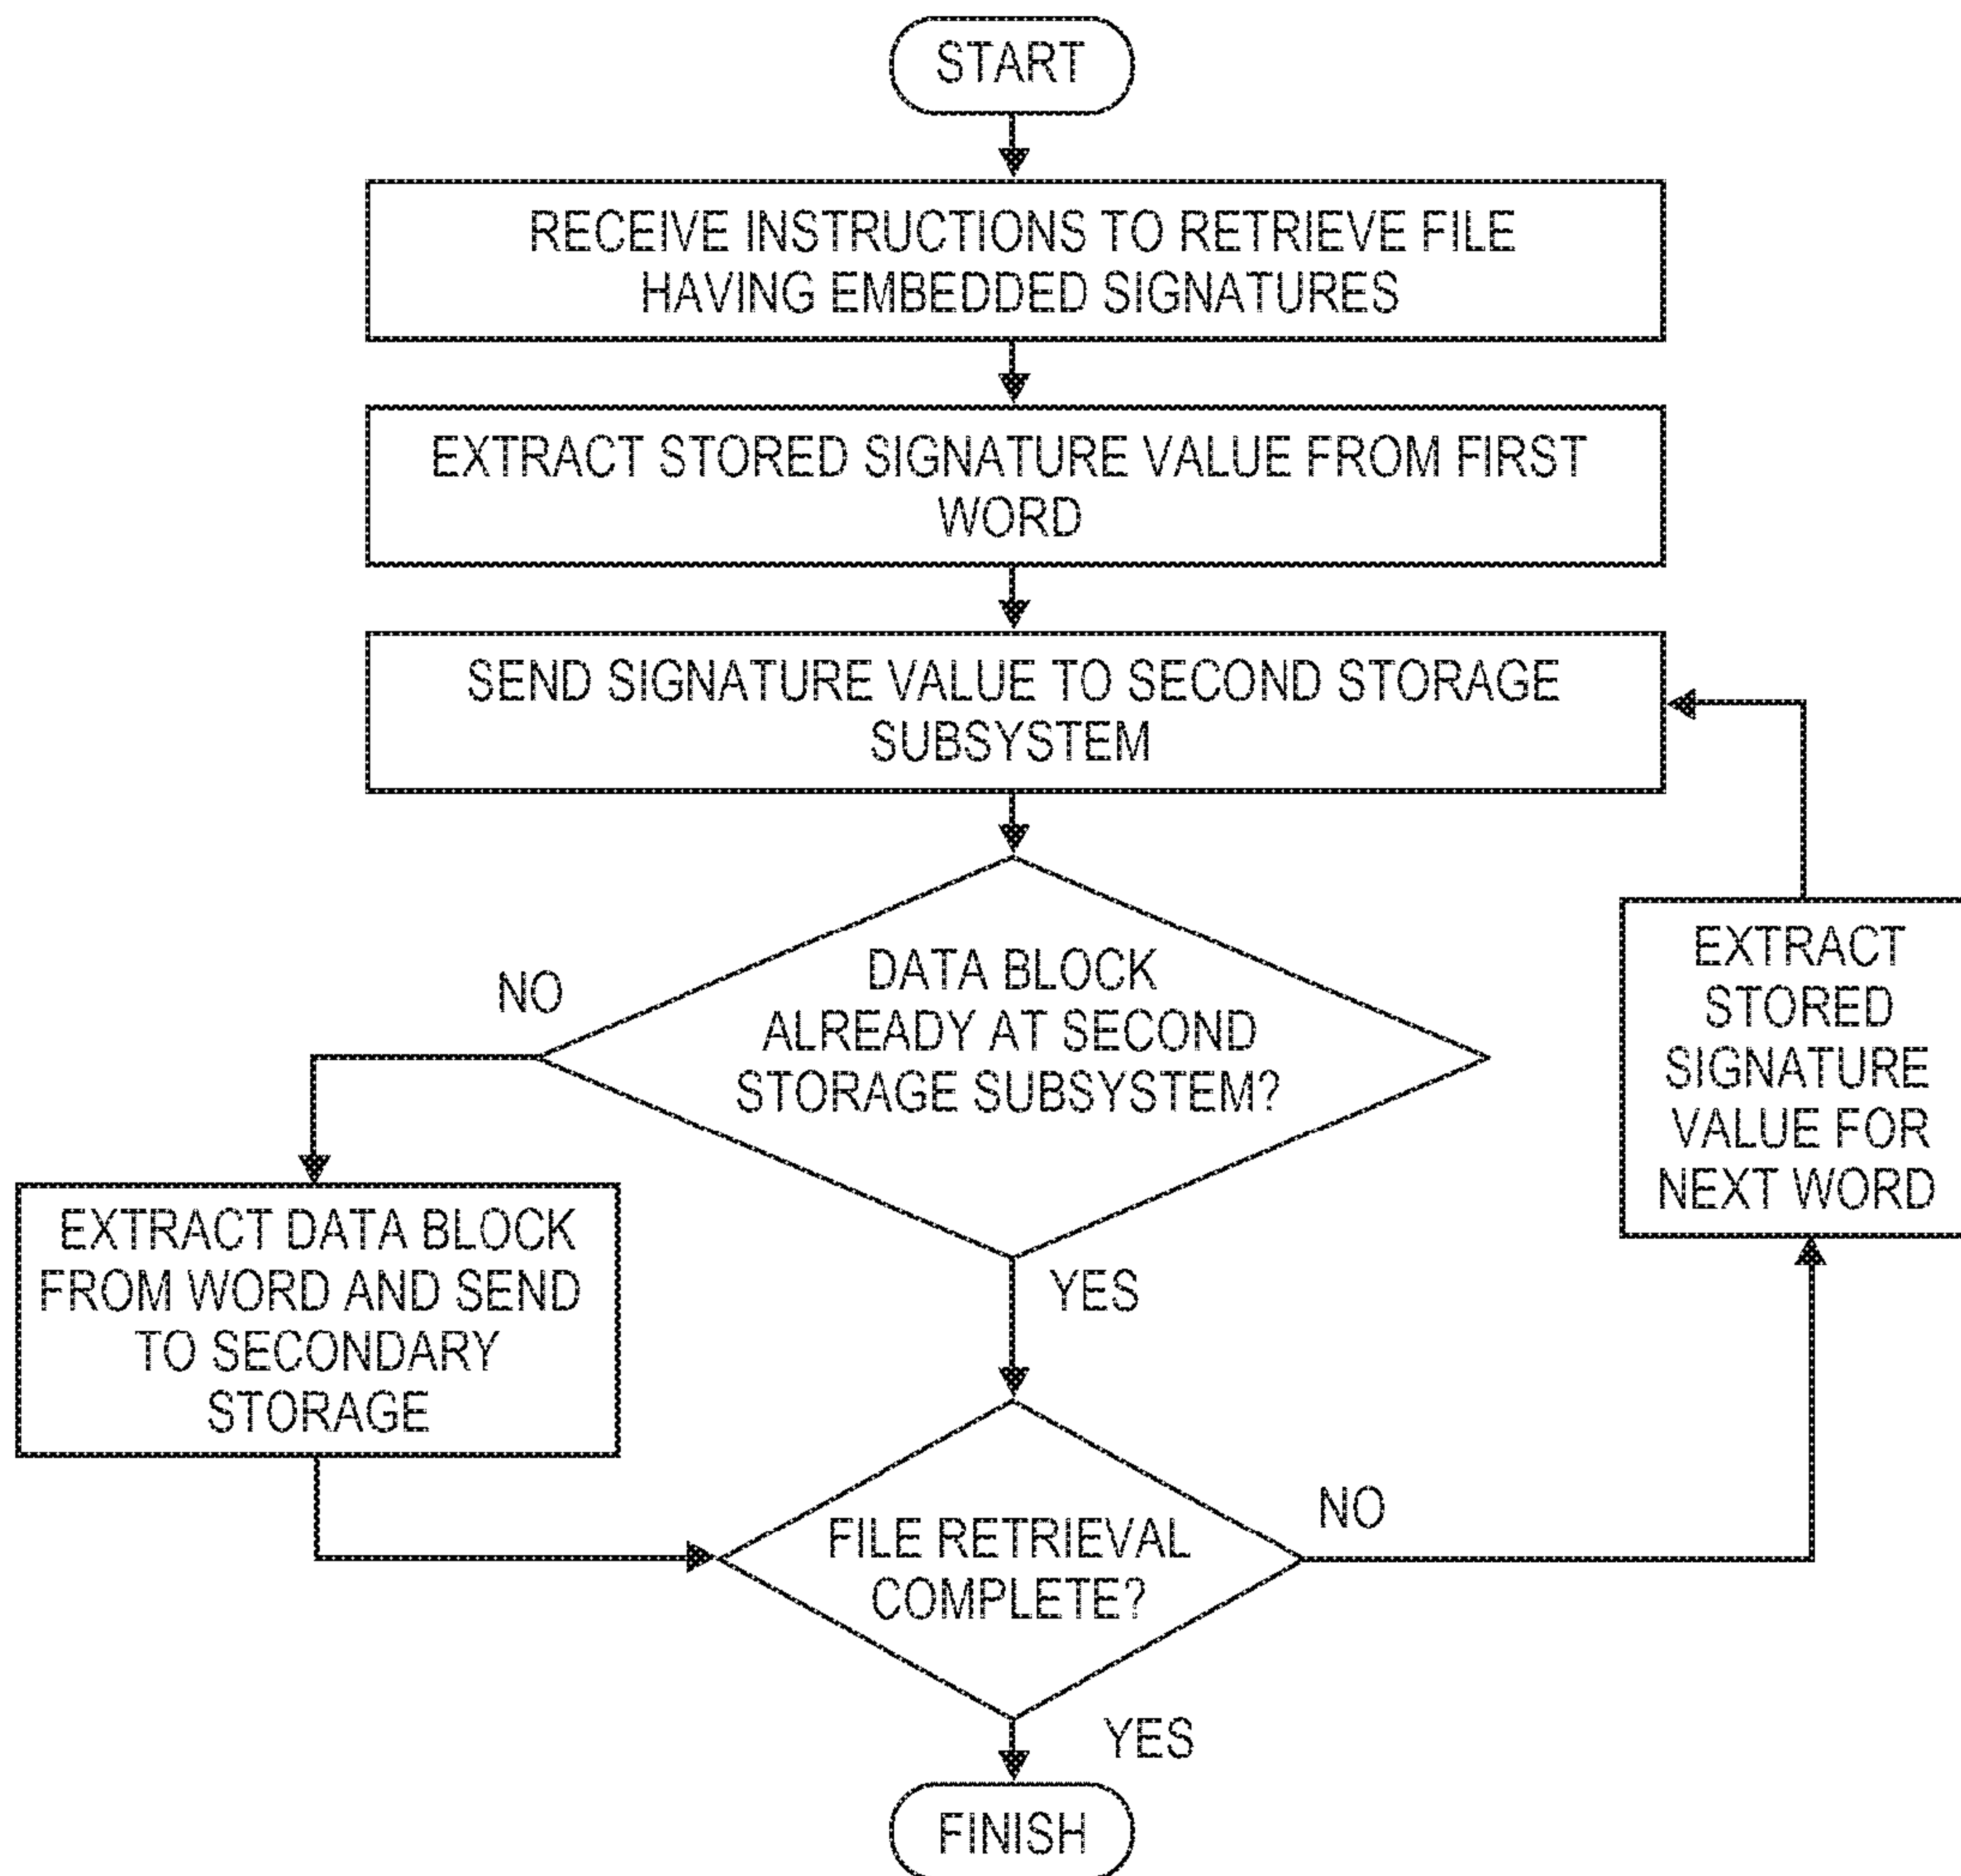 START
RECEIVE INSTRUCTIONS TO RETRIEVE FILE
HAVING EMBEDDED SIGNATURES
EXTRACT STORED SIGNATURE VALUE FROM FIRST
WORD
SEND SIGNATURE VALUE TO SECOND STORAGE
SUBSYSTEM
DATA BLOCK
ALREADY AT SECOND
STORAGE SUBSYSTEM?
NO
YES
EXTRACT DATA BLOCK
FROM WORD AND SEND
TO SECONDARY
STORAGE
FILE RETRIEVAL
COMPLETE?
NO
EXTRACT
STORED
SIGNATURE
VALUE FOR
NEXT WORD
YES
FINISH